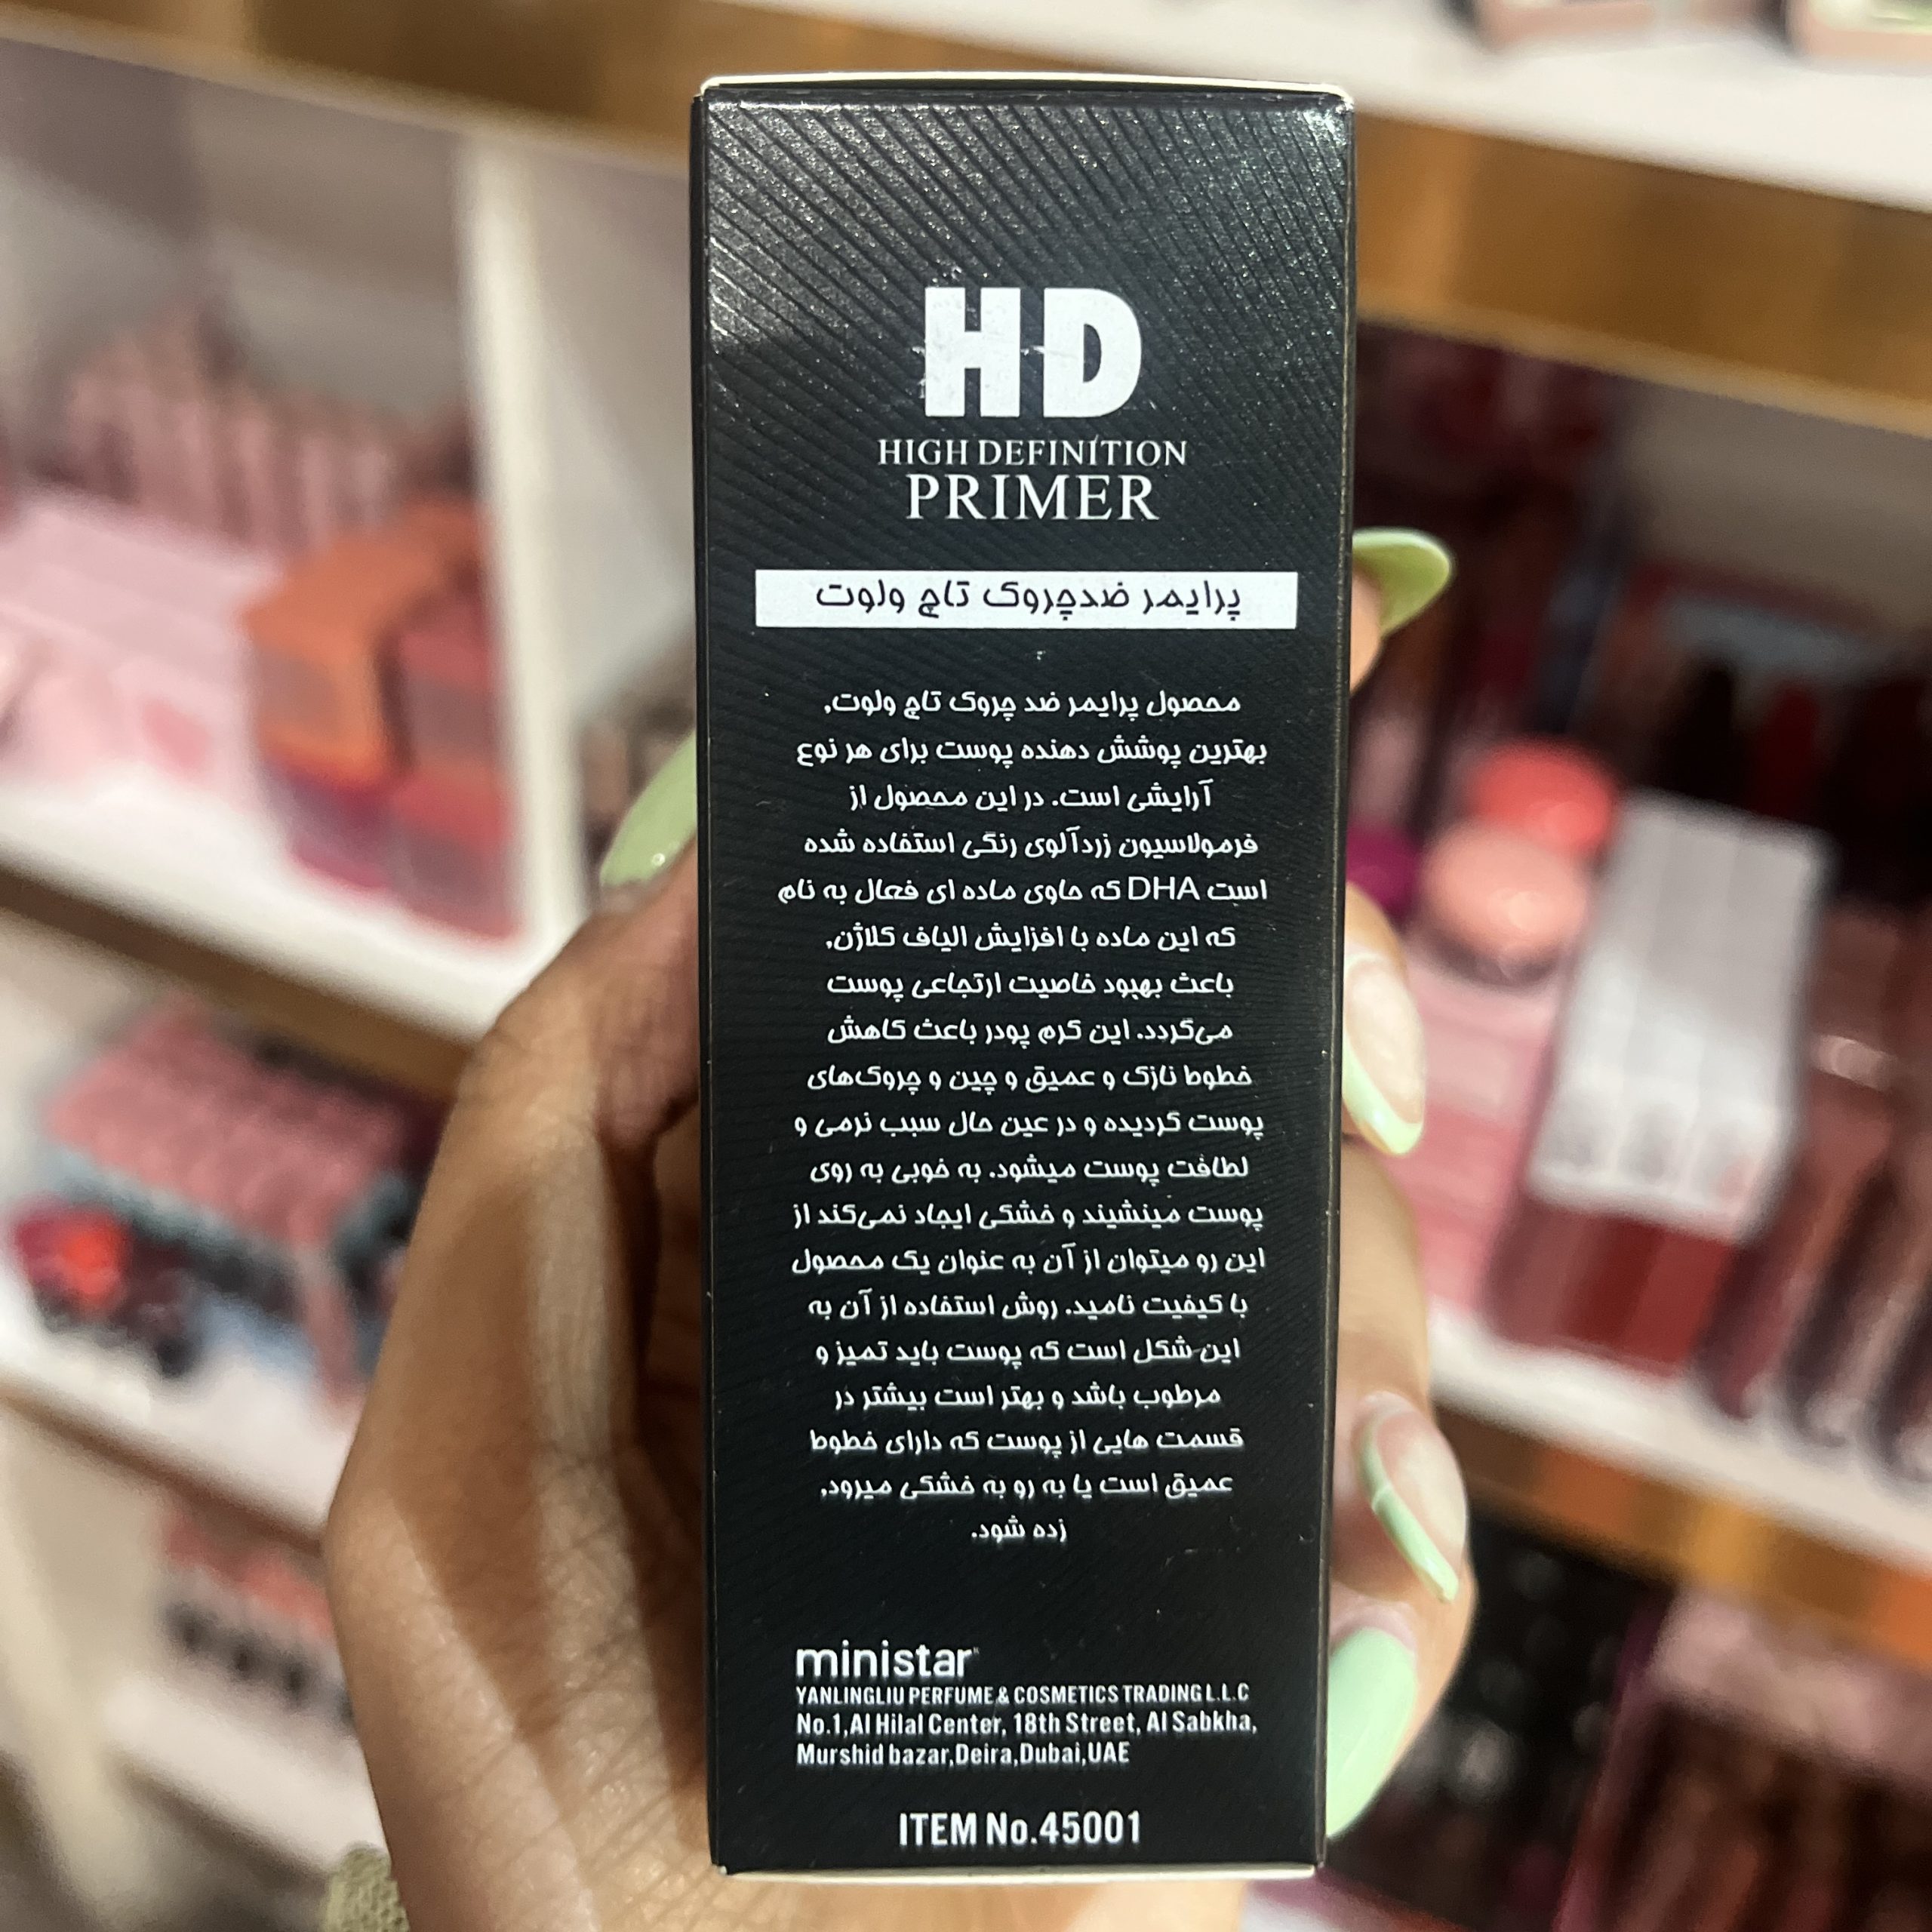 HD
HIGH DEFINITION
PRIMER
پرایمر ضدچروک تاچ ولوت
محصول پرایمر ضد چروک تاچ ولوت,
بهترین پوشش دهنده پوست برای هر نوع
آرایشی است. در این محصول از
فرمولاسیون زردآلوی رنگی استفاده شده
است DHA که حاوی ماده ای فعال به نام
که این ماده با افزایش الیاف کلاژن,
باعث بهبود خاصیت ارتجاعی پوست
می‌گردد. این کرم پودر باعث کاهش
خطوط نازک و عمیق و چین و چروک‌های
پوست گردیده و در عین حال سبب نرمی و
لطافت پوست میشود. به خوبی به روی
پوست مینشیند و خشکی ایجاد نمی‌کند از
این رو میتوان از آن به عنوان یک محصول
با کیفیت نامید. روش استفاده از آن به
این شکل است که پوست باید تمیز و
مرطوب باشد و بهتر است بیشتر در
قسمت هایی از پوست که دارای خطوط
عمیق است یا به رو به خشکی میرود,
زده شود.
ministar
YANLINGLIU PERFUME & COSMETICS TRADING L.L.C
No.1,Al Hilal Center, 18th Street, Al Sabkha,
Murshid bazar,Deira,Dubai,UAE
ITEM No.45001